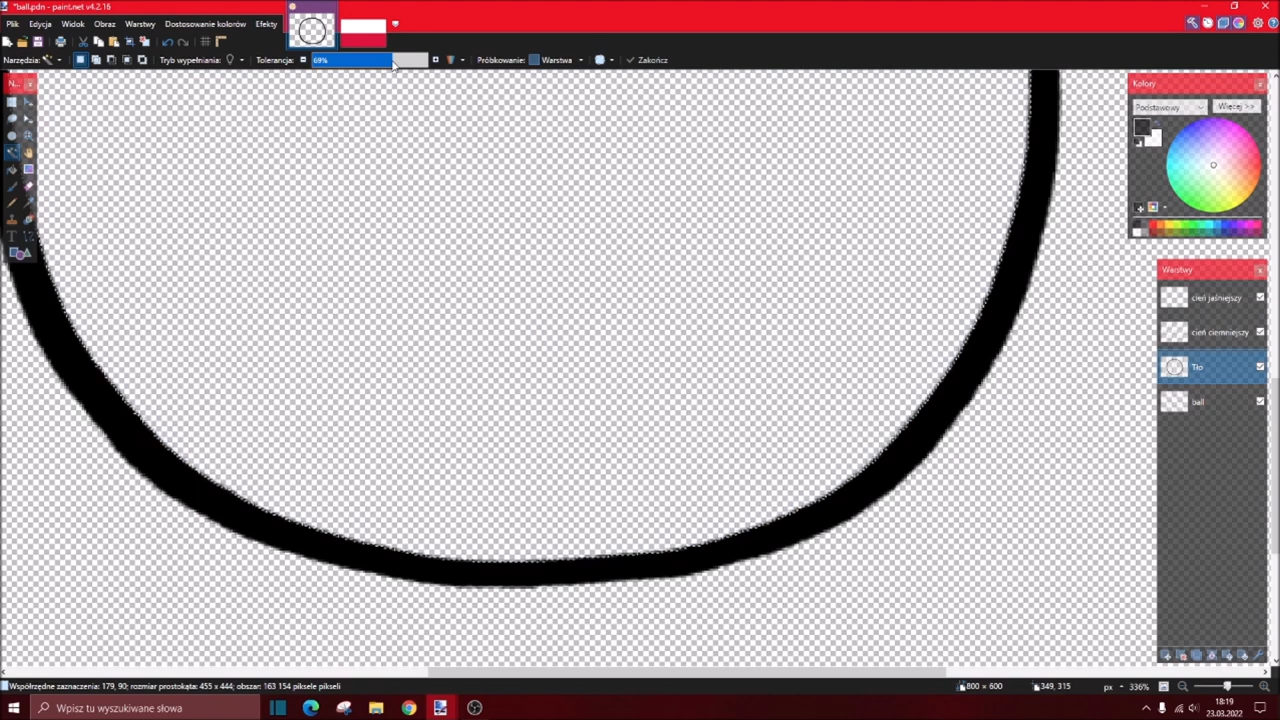 *ball.pdn - paint.net v4.2.16
Plik Edycja Widok Warstwy Obraz Dostosowanie kolorów Efekty
Narzędzia: Tryb wypełniania: Tolerancja: 69% Próbkowanie: Warstwa Zakończ
N...
Kolory
Podstawowy Więcej >>
Warstwy
cień jaśniejszy
cień ciemniejszy
Tło
ball
Współrzędne zaznaczenia: 179, 90; rozmiar prostokąta: 455 x 444; obszar: 163 154 piksele pikseli 800 × 600 349, 315 px 336%
Wpisz tu wyszukiwane słowa
18:19
23.03.2022